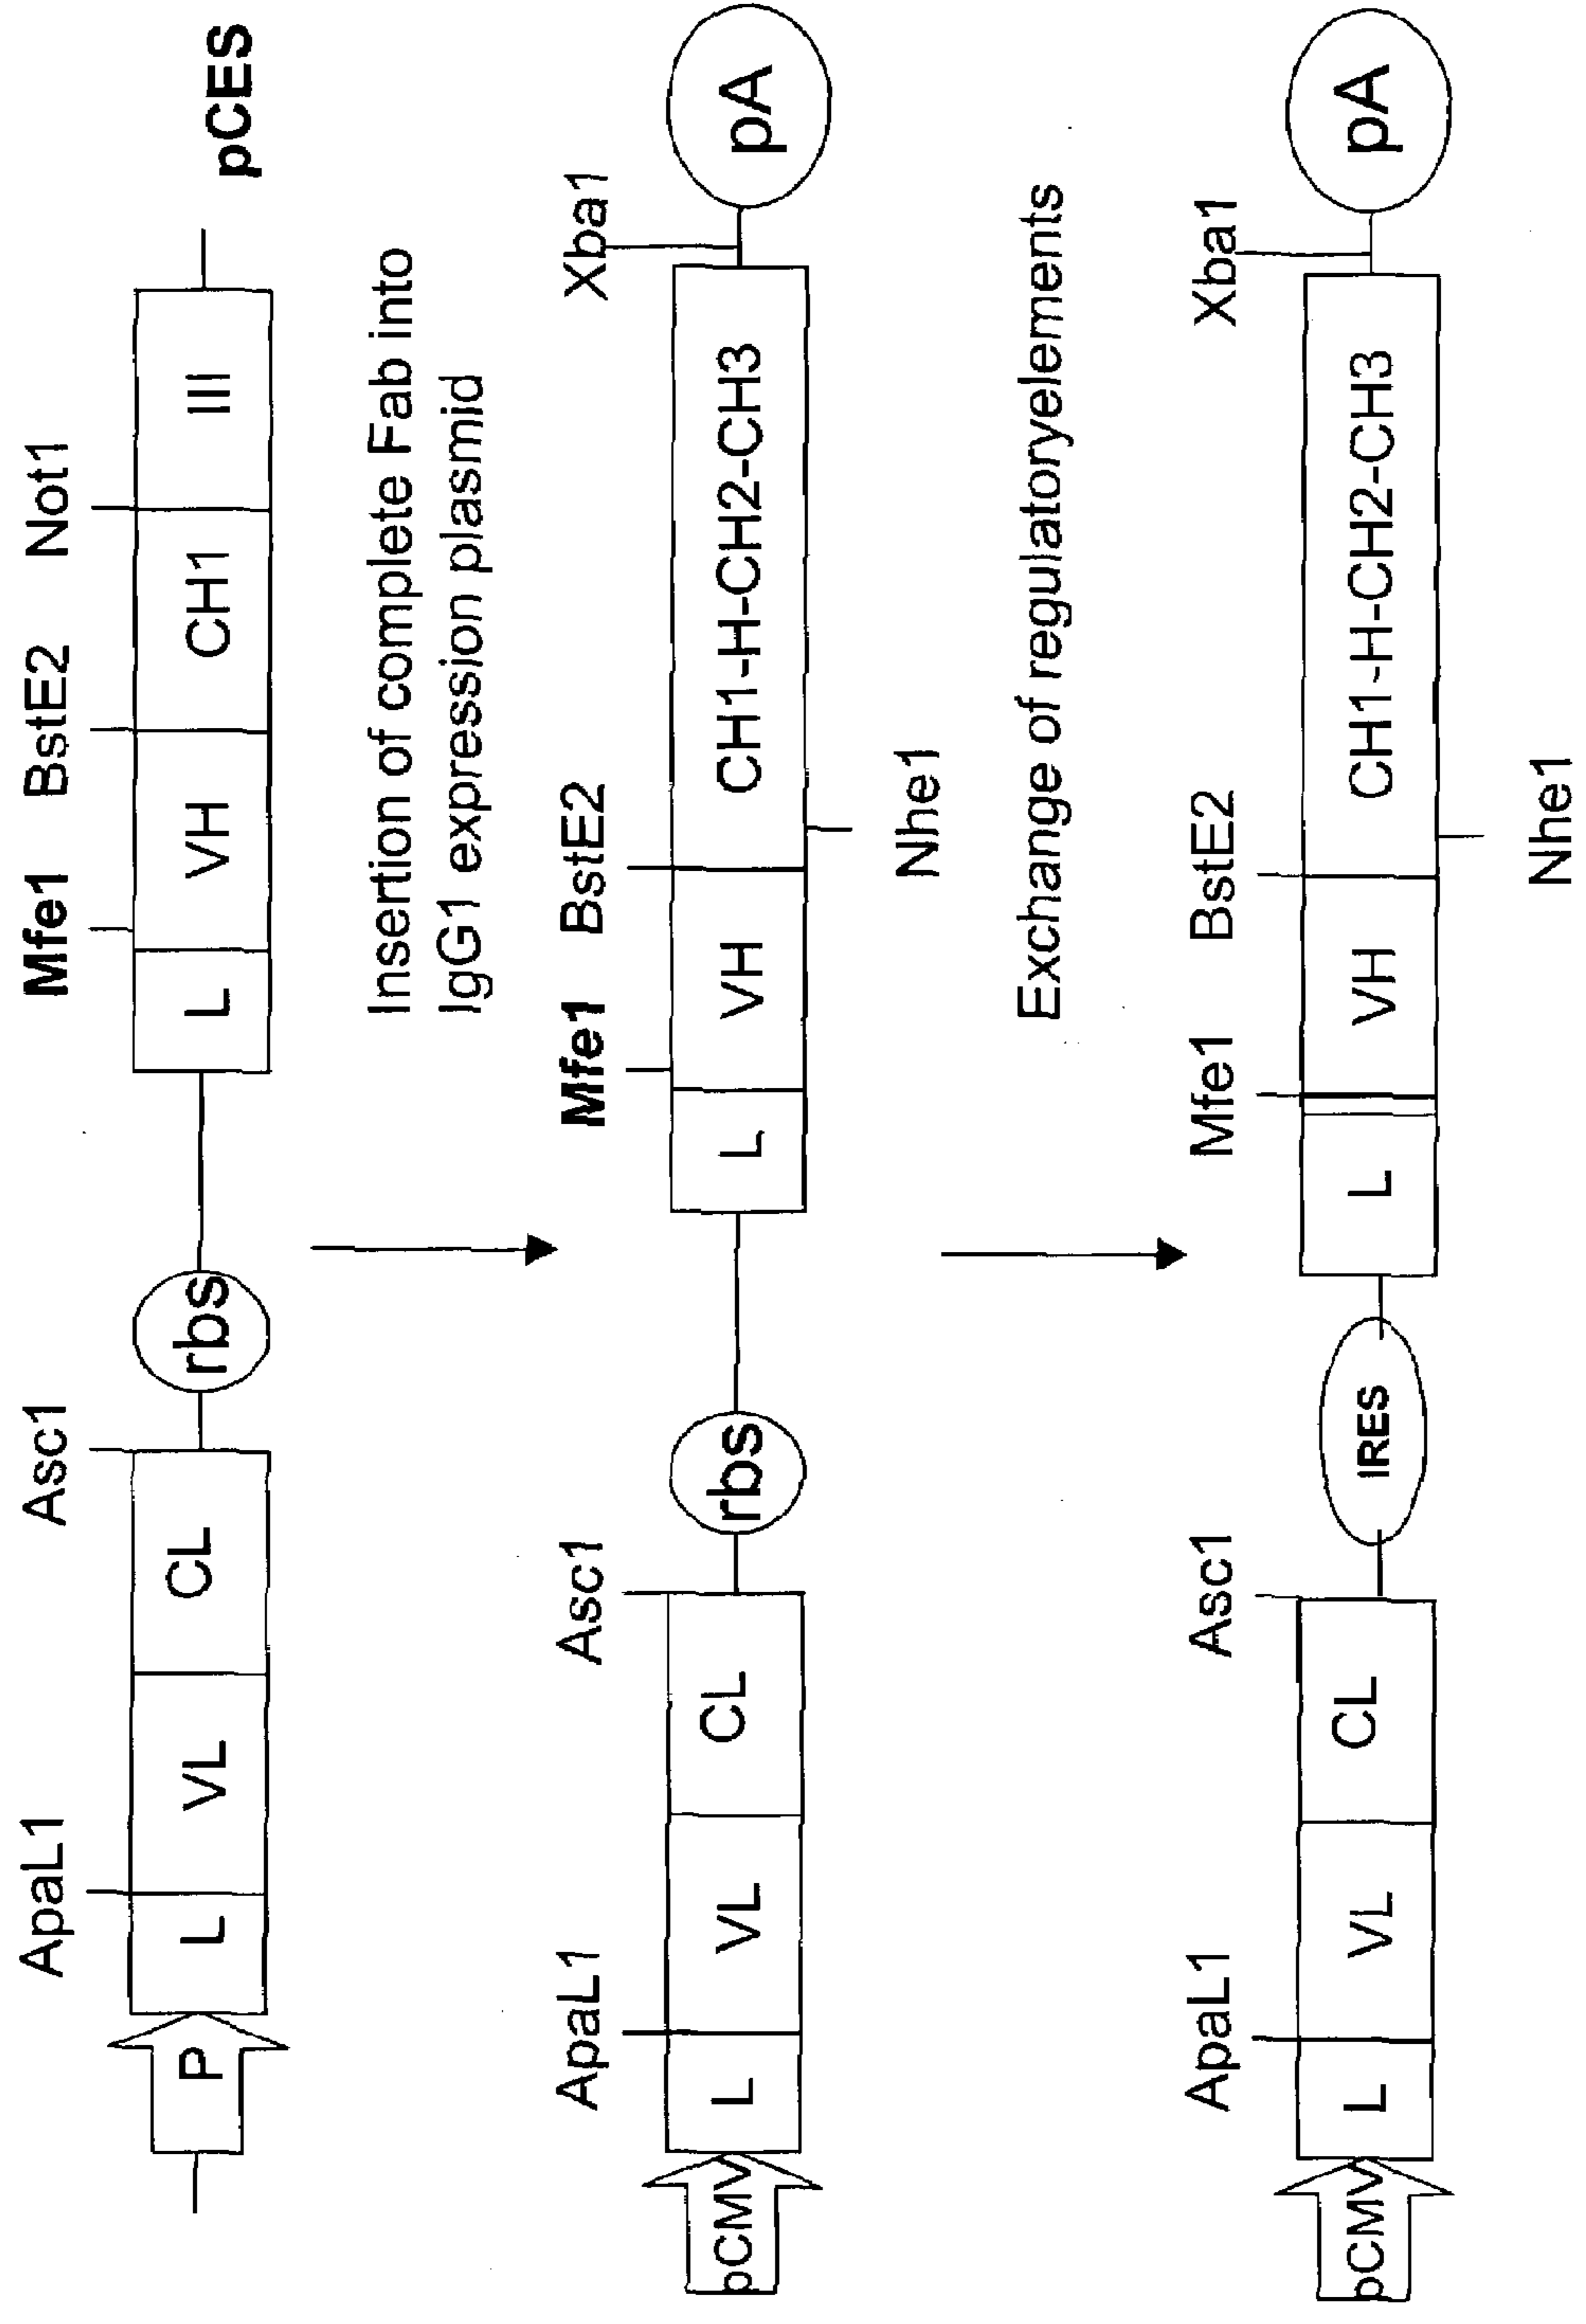 ApaL1 Asc1 Mfe1 BstE2 Not1
P L VL CL rbs L VH CH1 III pCES
Insertion of complete Fab into
IgG1 expression plasmid
ApaL1 Asc1 Mfe1 BstE2 Xba1
pCMV L VL CL rbs L VH CH1-H-CH2-CH3 pA
Nhe1
Exchange of regulatoryelements
ApaL1 Asc1 Mfe1 BstE2 Xba1
pCMV L VL CL IRES L VH CH1-H-CH2-CH3 pA
Nhe1